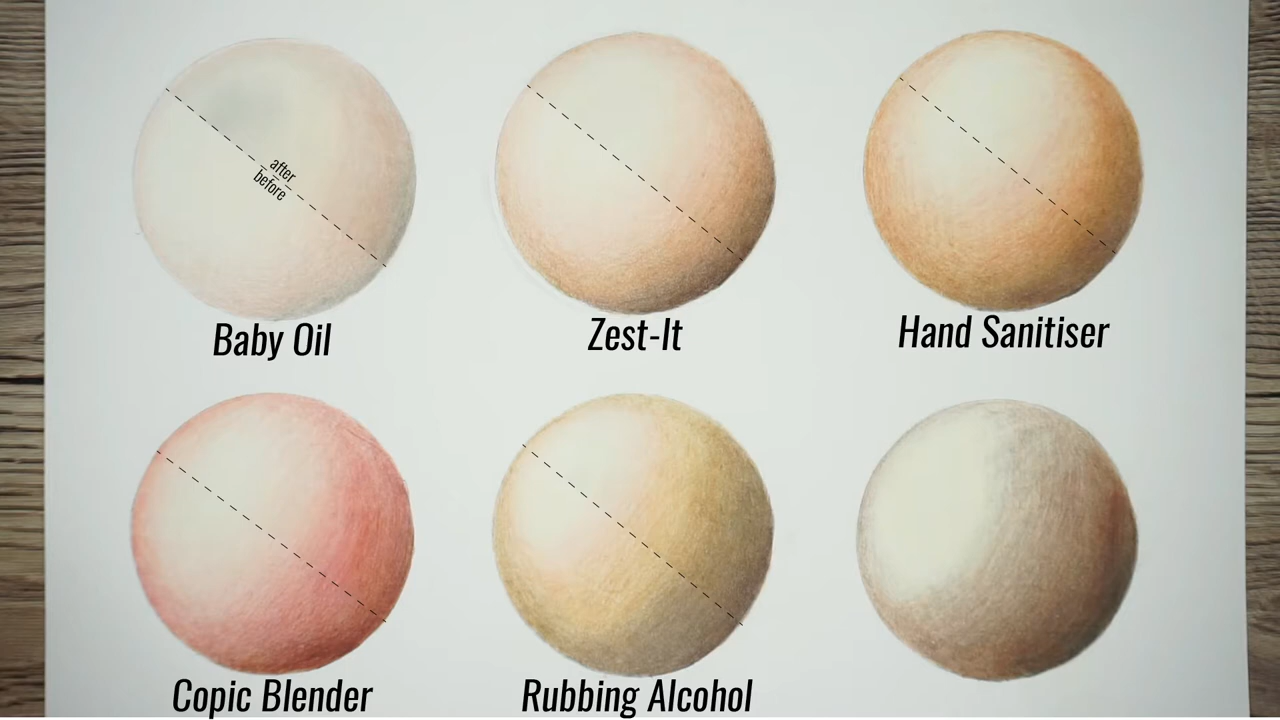 after
before
Baby Oil
Zest-It
Hand Sanitiser
Copic Blender
Rubbing Alcohol